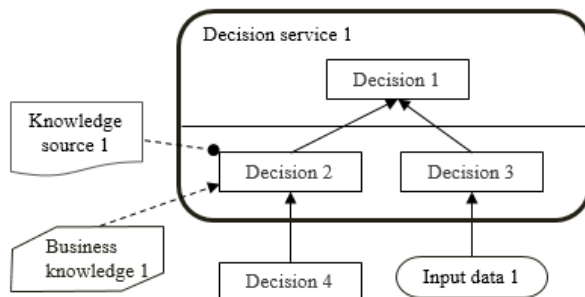 Decision service 1
Decision 1
Knowledge
source 1
Decision 2
Decision 3
Business
knowledge 1
Decision 4
Input data 1